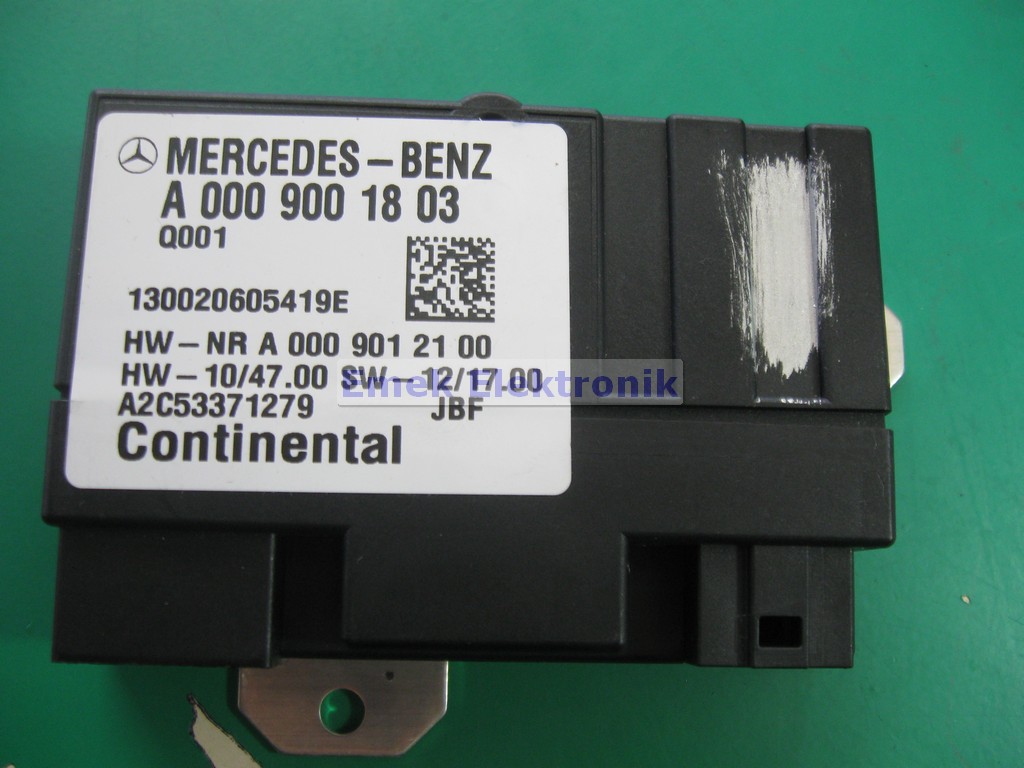 MERCEDES-BENZ
A 000 900 18 03
Q001
130020605419E
HW-NR A 000 901 21 00
HW-10/47.00 SW-12/17.00
Emek Elektronik
A2C53371279 JBF
Continental